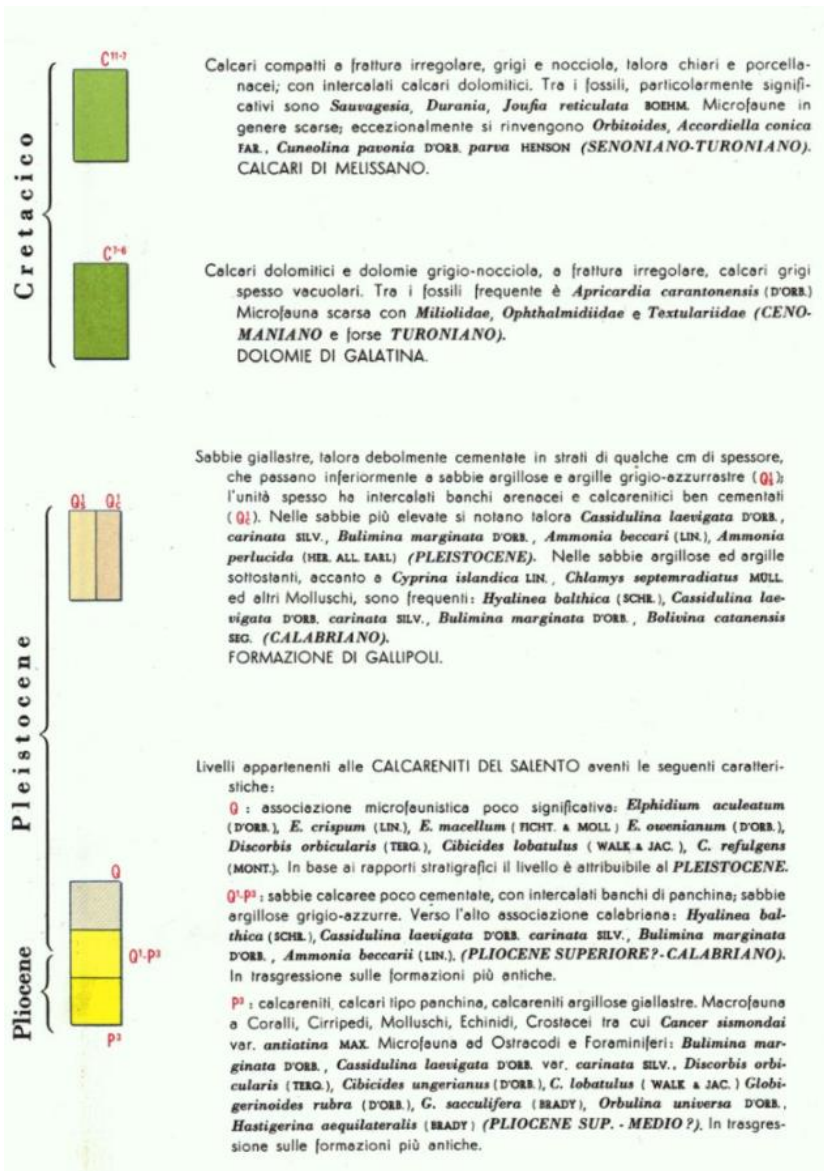 Cretacico
C¹¹⁻⁷
Calcari compatti a frattura irregolare, grigi e nocciola, talora chiari e porcella-
nacei; con intercalati calcari dolomitici. Tra i fossili, particolarmente signifi-
cativi sono Sauvagesia, Durania, Joufia reticulata BOEHM. Microfaune in
genere scarse; eccezionalmente si rinvengono Orbitoides, Accordiella conica
FAR., Cuneolina pavonia D'ORB. parva HENSON (SENONIANO-TURONIANO).
CALCARI DI MELISSANO.
C⁷⁻⁶
Calcari dolomitici e dolomie grigio-nocciola, a frattura irregolare, calcari grigi
spesso vacuolari. Tra i fossili frequente è Apricardia carantonensis (D'ORB.)
Microfauna scarsa con Miliolidae, Ophthalmidiidae e Textulariidae (CENO-
MANIANO e forse TURONIANO).
DOLOMIE DI GALATINA.
Pleistocene
Sabbie giallastre, talora debolmente cementate in strati di qualche cm di spessore,
che passano inferiormente a sabbie argillose e argille grigio-azzurrastre
l'unità spesso ha intercalati banchi arenacei e calcarenitici ben cementati
Nelle sabbie più elevate si notano talora Cassidulina laevigata D'ORB.,
carinata SILV., Bulimina marginata D'ORB., Ammonia beccari (LIN.), Ammonia
perlucida (HER. ALL. EARL) (PLEISTOCENE). Nelle sabbie argillose ed argille
sottostanti, accanto a Cyprina islandica LIN., Chlamys septemradiatus MÜLL.
ed altri Molluschi, sono frequenti: Hyalinea balthica (SCHR.), Cassidulina lae-
vigata D'ORB. carinata SILV., Bulimina marginata D'ORB., Bolivina catanensis
SEG. (CALABRIANO).
FORMAZIONE DI GALLIPOLI.
Livelli appartenenti alle CALCARENITI DEL SALENTO aventi le seguenti caratteri-
stiche:
Q : associazione microfaunistica poco significativa: Elphidium aculeatum
(D'ORB.), E. crispum (LIN.), E. macellum (FICHT. & MOLL) E. owenianum (D'ORB.),
Discorbis orbicularis (TERQ.), Cibicides lobatulus (WALK & JAC.), C. refulgens
(MONT.). In base ai rapporti stratigrafici il livello è attribuibile al PLEISTOCENE.
Q
Q¹-P³
P³
Pliocene
Q¹-P³ : sabbie calcaree poco cementate, con intercalati banchi di panchina; sabbie
argillose grigio-azzurre. Verso l'alto associazione calabriana: Hyalinea bal-
thica (SCHR.), Cassidulina laevigata D'ORB. carinata SILV., Bulimina marginata
D'ORB., Ammonia beccarii (LIN.). (PLIOCENE SUPERIORE?-CALABRIANO).
In trasgressione sulle formazioni più antiche.
P³ : calcareniti, calcari tipo panchina, calcareniti argillose giallastre. Macrofauna
a Coralli, Cirripedi, Molluschi, Echinidi, Crostacei tra cui Cancer sismondai
var. antiatina MAX. Microfauna ad Ostracodi e Foraminiferi: Bulimina mar-
ginata D'ORB., Cassidulina laevigata D'ORB. var. carinata SILV., Discorbis orbi-
cularis (TERQ.), Cibicides ungerianus (D'ORB.), C. lobatulus (WALK & JAC.) Globi-
gerinoides rubra (D'ORB.), G. sacculifera (BRADY), Orbulina universa D'ORB.,
Hastigerina aequilateralis (BRADY) (PLIOCENE SUP. - MEDIO?). In trasgres-
sione sulle formazioni più antiche.